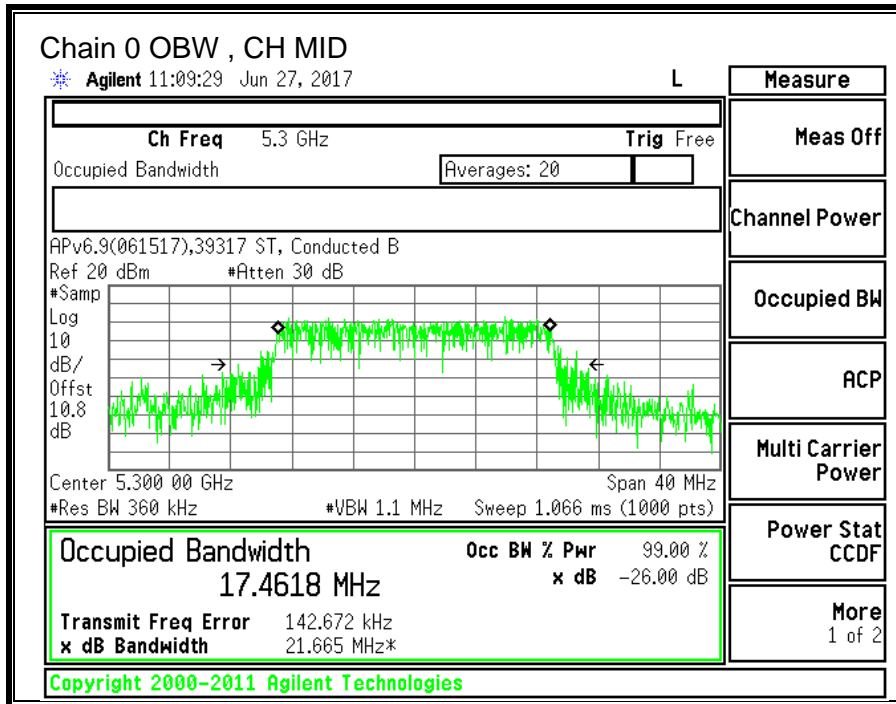 Chain 0 OBW , CH MID
Agilent 11:09:29 Jun 27, 2017 L
Measure
Ch Freq 5.3 GHz Trig Free
Meas Off
Occupied Bandwidth Averages: 20
Channel Power
APv6.9(061517),39317 ST, Conducted B
Ref 20 dBm #Atten 30 dB
#Samp
Log
10
dB/
Offst
10.8
dB
Occupied BW
ACP
Center 5.300 00 GHz Span 40 MHz
#Res BW 360 kHz #VBW 1.1 MHz Sweep 1.066 ms (1000 pts)
Multi Carrier
Power
Occupied Bandwidth Occ BW % Pwr 99.00 %
17.4618 MHz x dB -26.00 dB
Transmit Freq Error 142.672 kHz
x dB Bandwidth 21.665 MHz*
Power Stat
CCDF
More
1 of 2
Copyright 2000-2011 Agilent Technologies